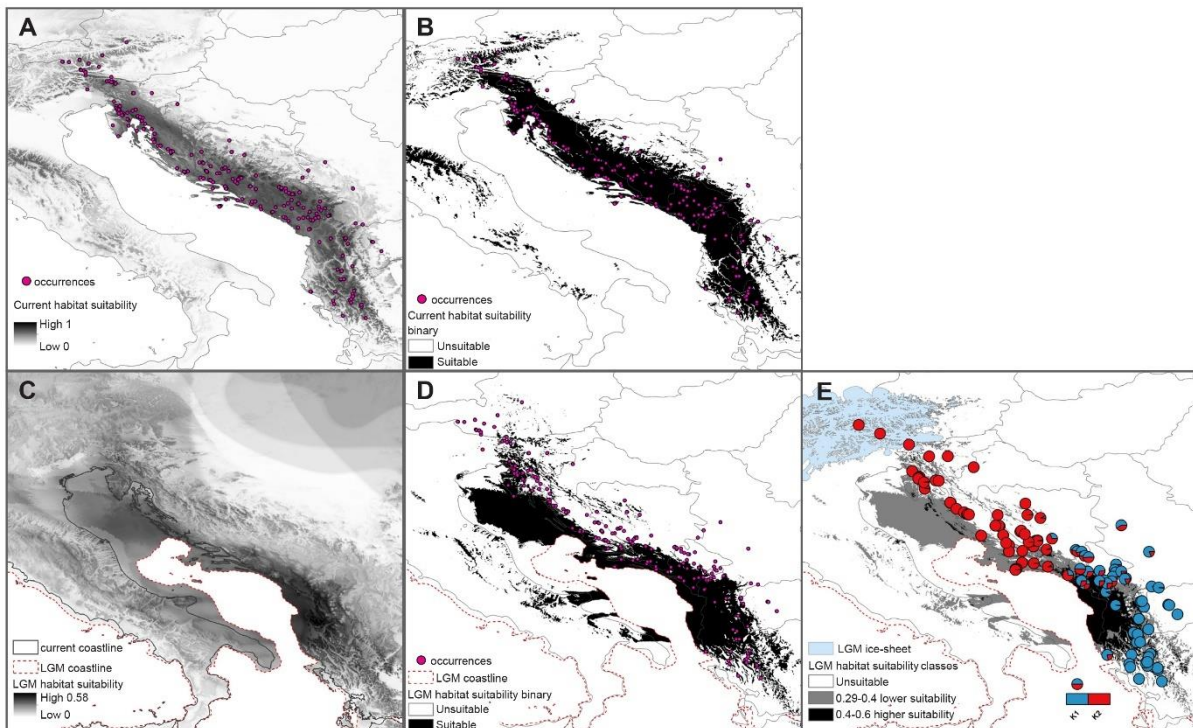 A
occurrences
Current habitat suitability
High 1
Low 0
B
occurrences
Current habitat suitability
binary
Unsuitable
Suitable
C
current coastline
LGM coastline
LGM habitat suitability
High 0.58
Low 0
D
occurrences
LGM coastline
LGM habitat suitability binary
Unsuitable
Suitable
E
LGM ice-sheet
LGM habitat suitability classes
Unsuitable
0.29-0.4 lower suitability
0.4-0.6 higher suitability
K1
K2